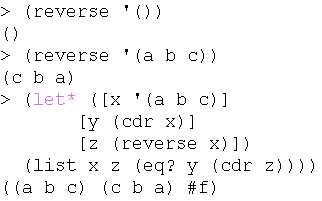 > (reverse '())
()
> (reverse '(a b c))
(c b a)
> (let* ([x '(a b c)]
         [y (cdr x)]
         [z (reverse x)])
    (list x z (eq? y (cdr z))))
((a b c) (c b a) #f)